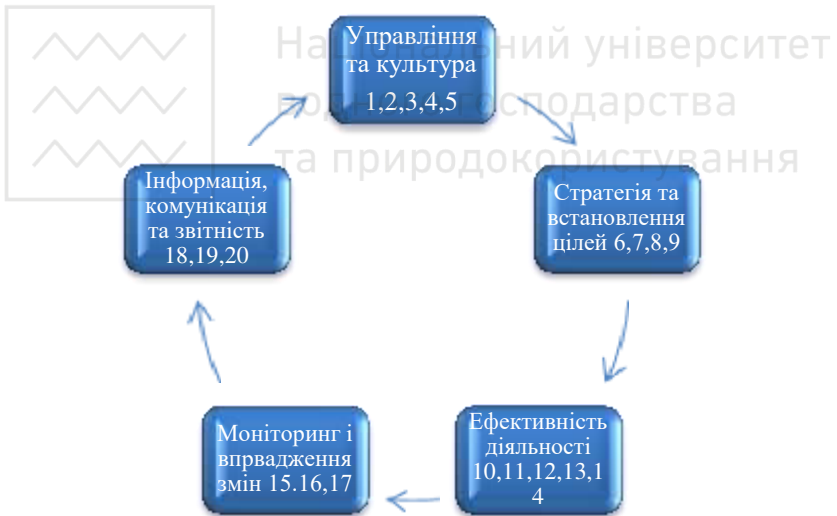 Національний університет
водного господарства
та природокористування
Управління
та культура
1,2,3,4,5
Стратегія та
встановлення
цілей 6,7,8,9
Ефективність
діяльності
10,11,12,13,1
4
Моніторинг і
впрвадження
змін 15.16,17
Інформація,
комунікація
та звітність
18,19,20